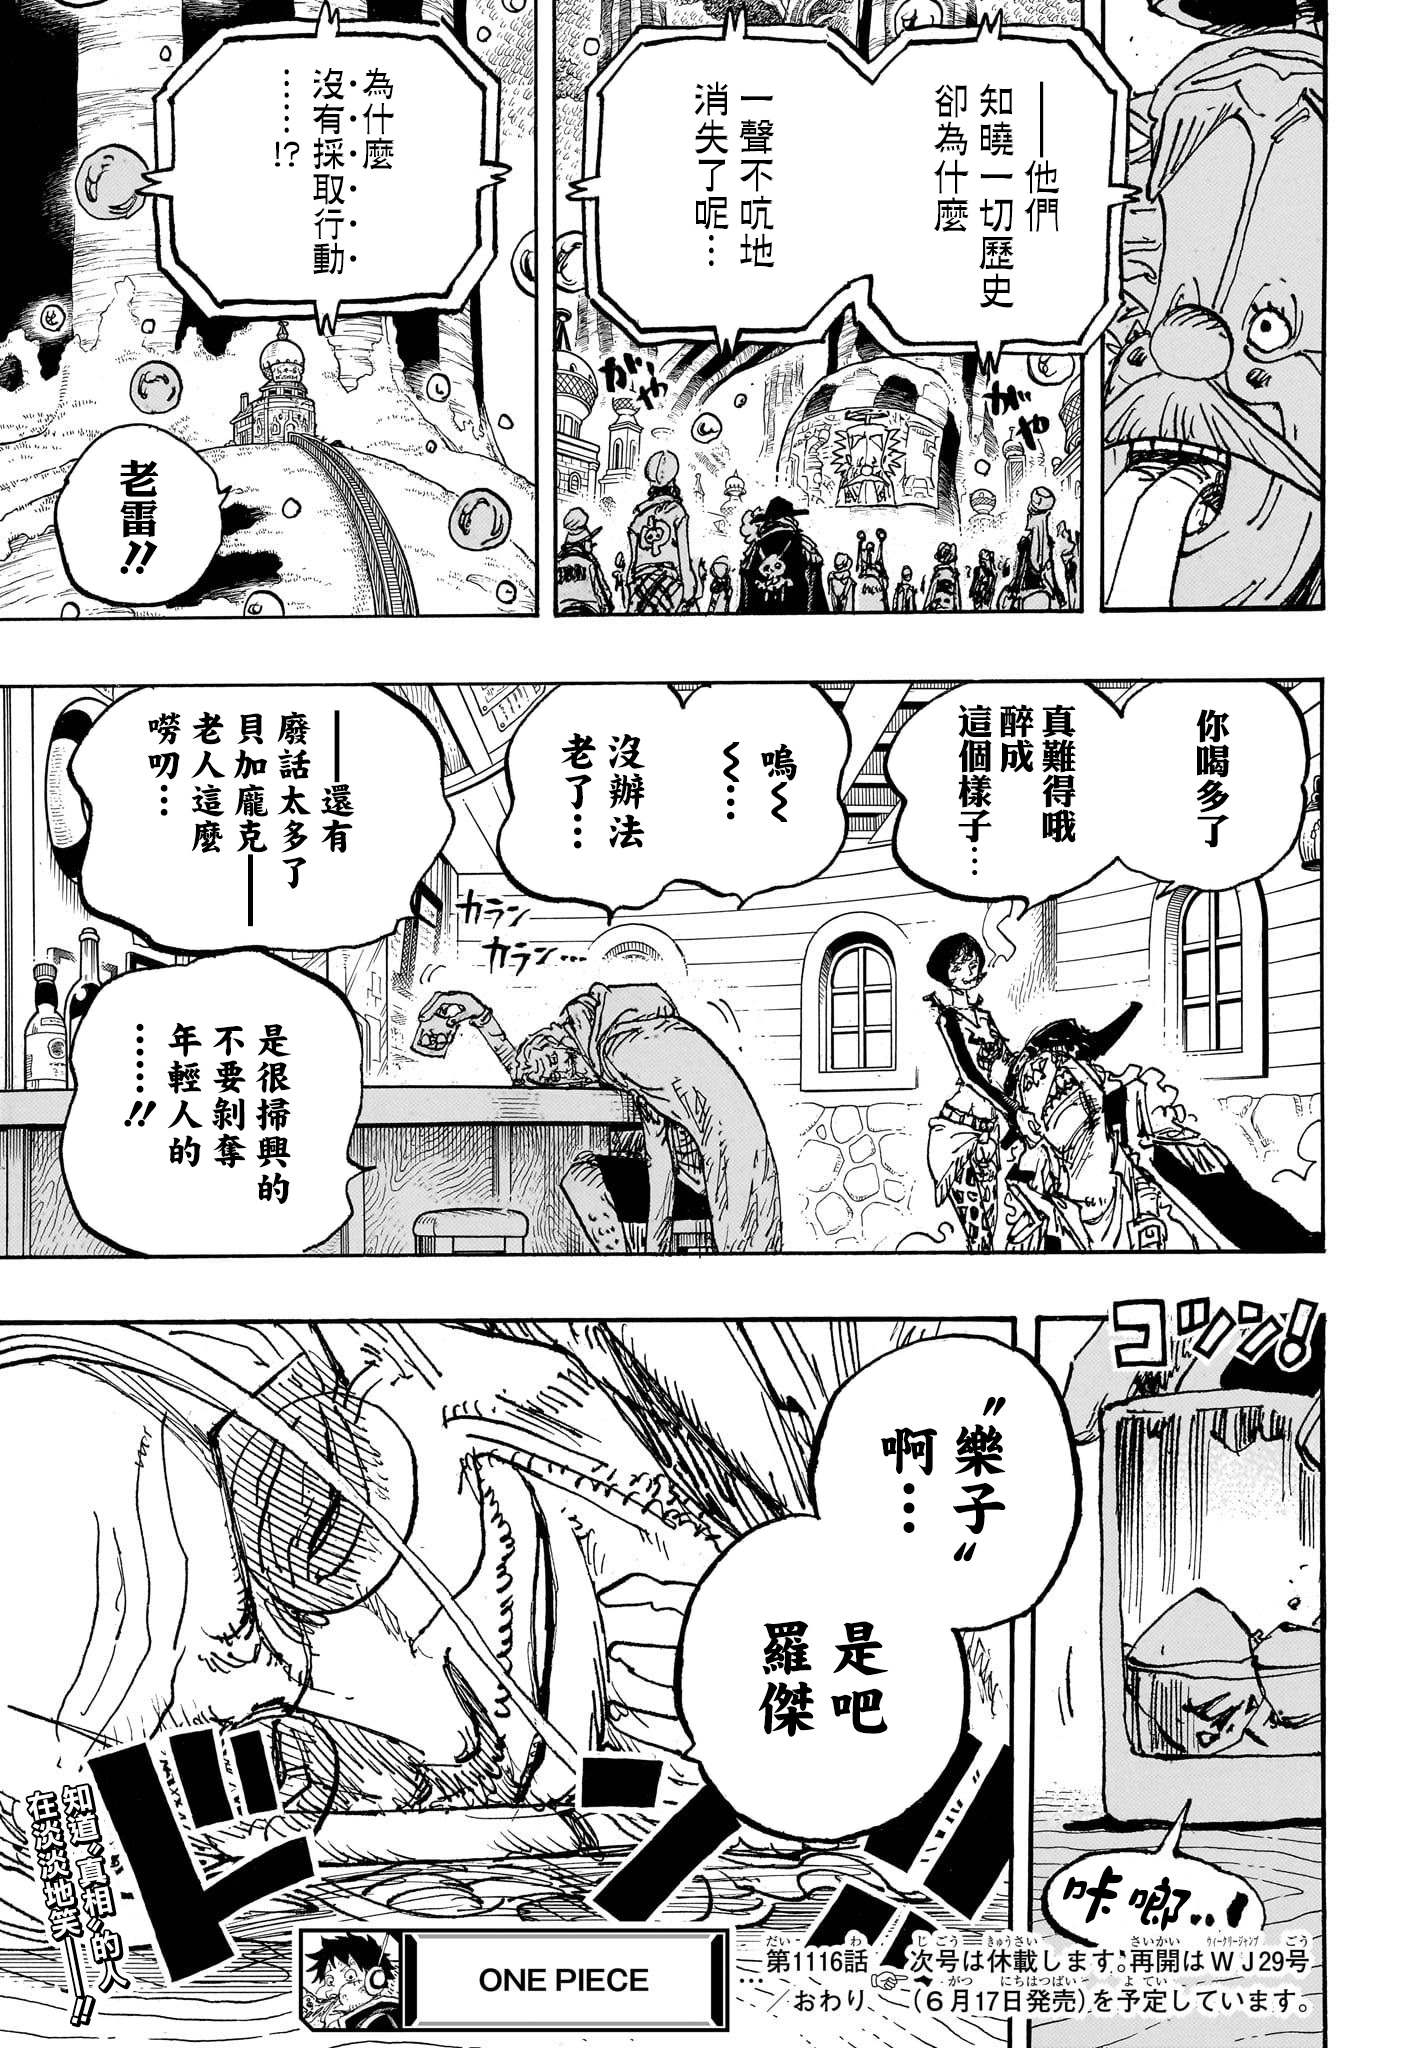 ——他們
知曉一切歷史
卻為什麼
一聲不吭地
消失了呢…
ガヤ
ガヤ
為什麼
沒有採取行動
……!?
老雷!!
你喝多了
真難得哦
醉成
這個樣子…
嗚～
～…
沒辦法
老了…
カラン
カラン…
——還有
廢話太多了
貝加龐克——
老人這麼
嘮叨…
是很掃興的
不要剝奪
年輕人的
……!!
コツン!
咔啷…!
〝樂子〞
啊…
是吧
羅傑
ドン
知道〝真相〞的人
在淡淡地笑——!!
ONE PIECE
第1116話
…／おわり
☞次号は休載します。再開はWJ29号
(6月17日発売)を予定しています。